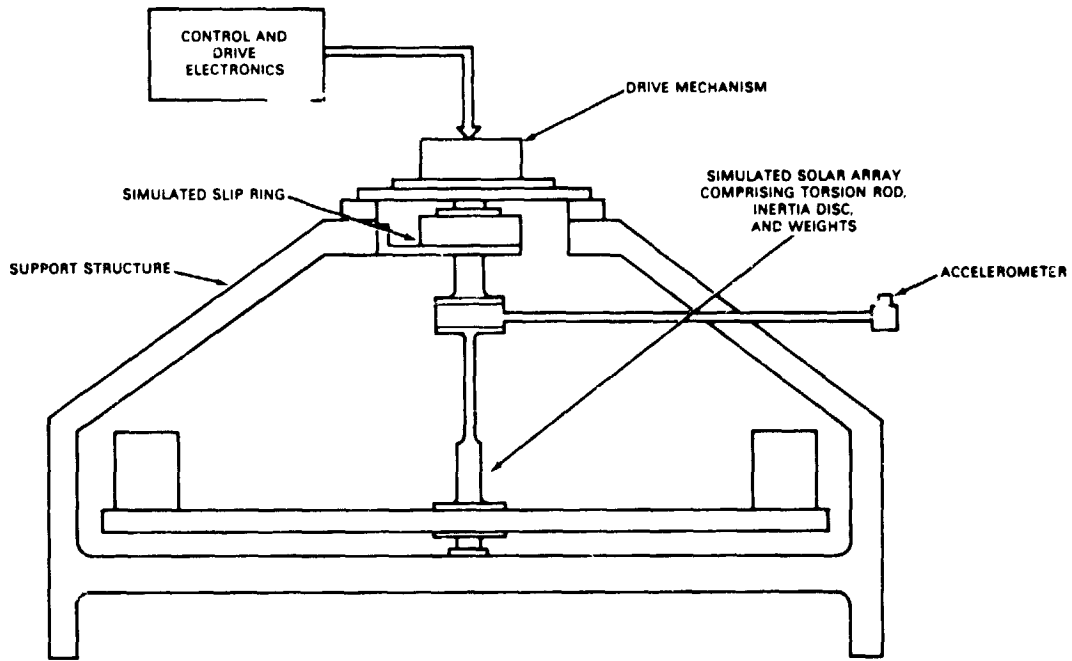 CONTROL AND
DRIVE
ELECTRONICS
DRIVE MECHANISM
SIMULATED SOLAR ARRAY
COMPRISING TORSION ROD,
INERTIA DISC,
AND WEIGHTS
SIMULATED SLIP RING
SUPPORT STRUCTURE
ACCELEROMETER